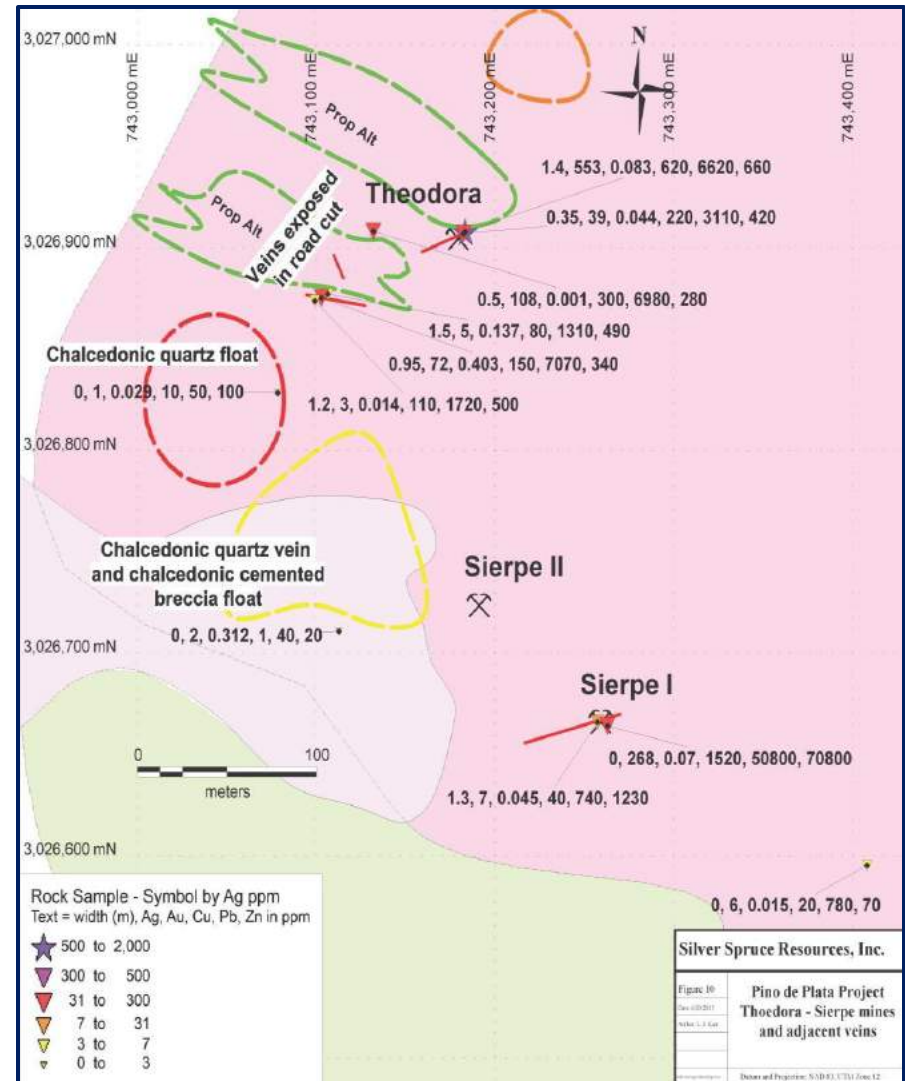 3,027,000 mN
743,000 mE
743,100 mE
743,200 mE
743,300 mE
743,400 mE
N
Prop Alt
1.4, 553, 0.083, 620, 6620, 660
Theodora
0.35, 39, 0.044, 220, 3110, 420
Prop Alt
Veins exposed
in road cut
3,026,900 mN
0.5, 108, 0.001, 300, 6980, 280
1.5, 5, 0.137, 80, 1310, 490
Chalcedonic quartz float
0.95, 72, 0.403, 150, 7070, 340
0, 1, 0.029, 10, 50, 100
1.2, 3, 0.014, 110, 1720, 500
3,026,800 mN
Chalcedonic quartz vein
and chalcedonic cemented
breccia float
Sierpe II
0, 2, 0.312, 1, 40, 20
3,026,700 mN
Sierpe I
0 100
meters
0, 268, 0.07, 1520, 50800, 70800
1.3, 7, 0.045, 40, 740, 1230
3,026,600 mN
0, 6, 0.015, 20, 780, 70
Rock Sample - Symbol by Ag ppm
Text = width (m), Ag, Au, Cu, Pb, Zn in ppm
500 to 2,000
300 to 500
31 to 300
7 to 31
3 to 7
0 to 3
Silver Spruce Resources, Inc.
Figure 10
Pino de Plata Project
Thoedora - Sierpe mines
and adjacent veins
Datum and Projection: NAD 83, UTM Zone 12